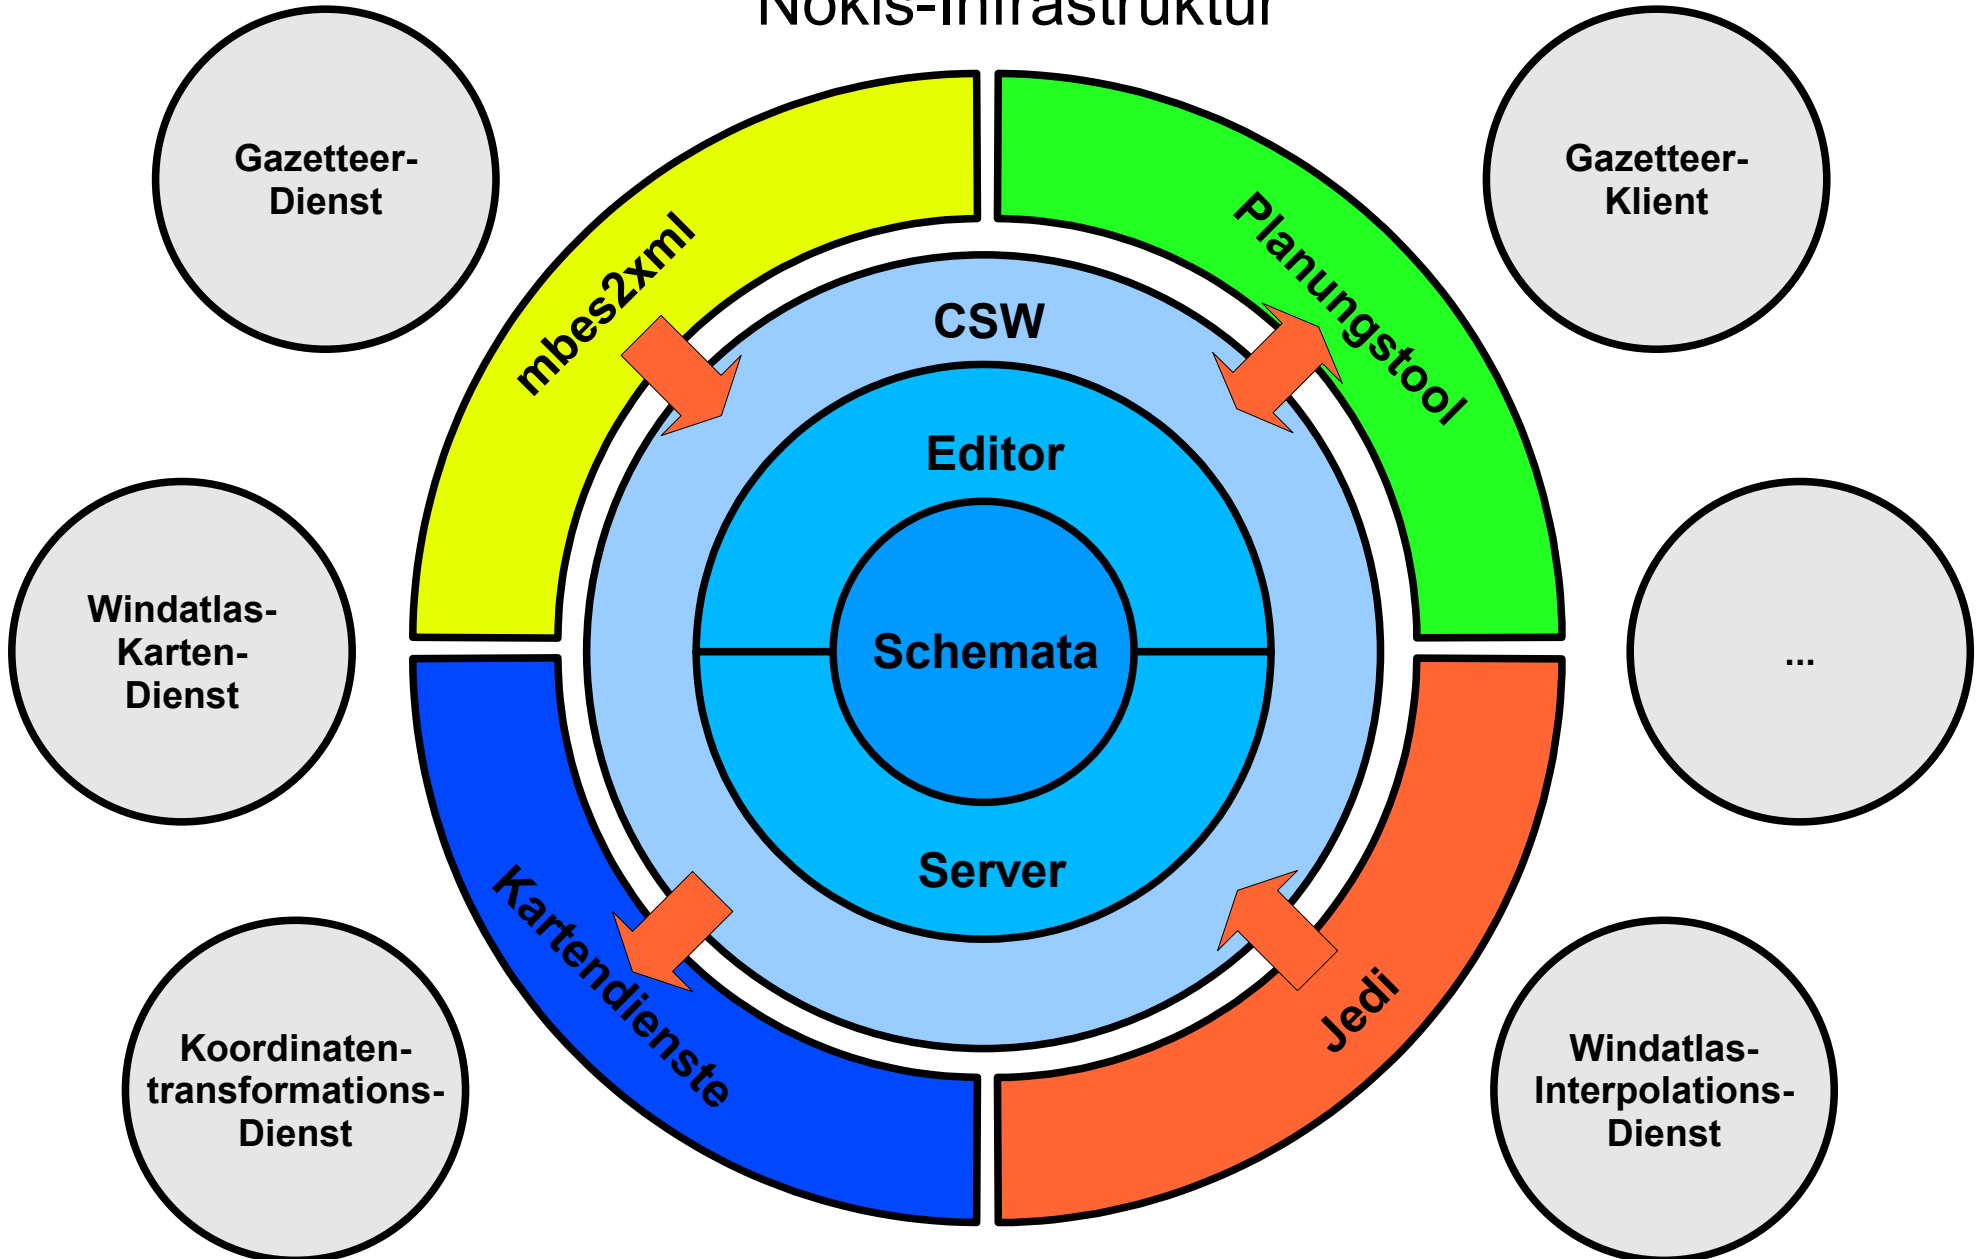 Nokis-Infrastruktur
Gazetteer-
Dienst
Gazetteer-
Klient
mbes2xml
Planungstool
CSW
Editor
Schemata
Server
Windatlas-
Karten-
Dienst
...
Kartendienste
Jedi
Koordinaten-
transformations-
Dienst
Windatlas-
Interpolations-
Dienst